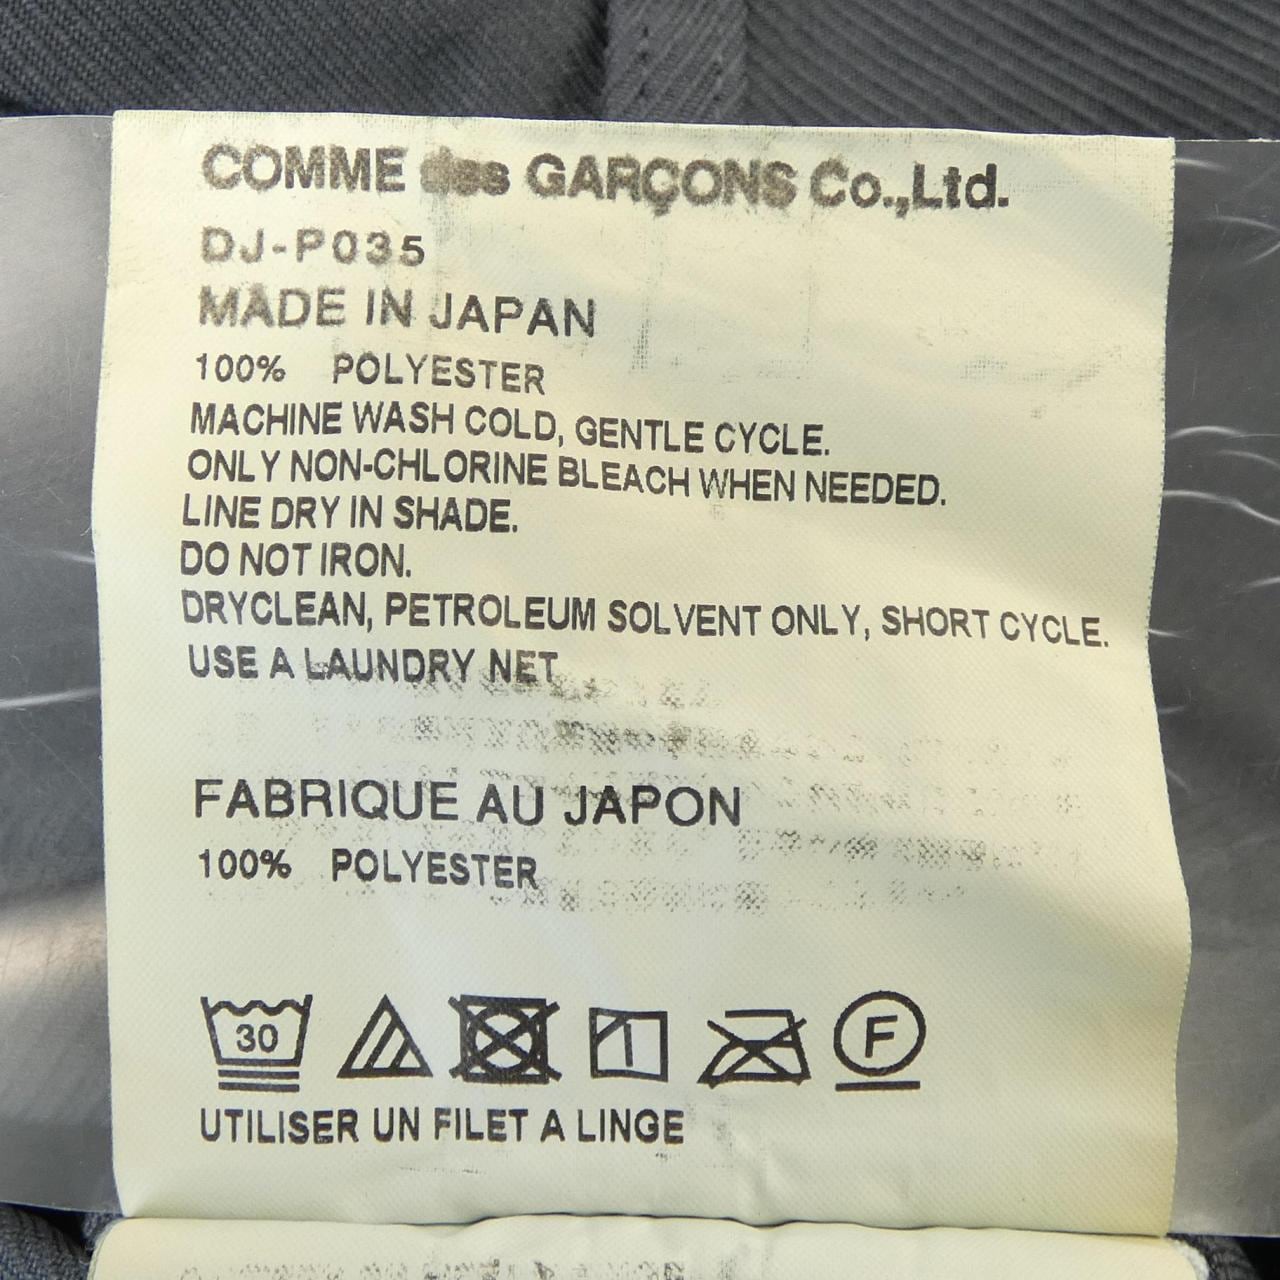 COMME des GARÇONS Co.,Ltd.
DJ-P035
MADE IN JAPAN
100% POLYESTER
MACHINE WASH COLD, GENTLE CYCLE.
ONLY NON-CHLORINE BLEACH WHEN NEEDED.
LINE DRY IN SHADE.
DO NOT IRON.
DRYCLEAN, PETROLEUM SOLVENT ONLY, SHORT CYCLE.
USE A LAUNDRY NET
FABRIQUE AU JAPON
100% POLYESTER
30 F
UTILISER UN FILET A LINGE